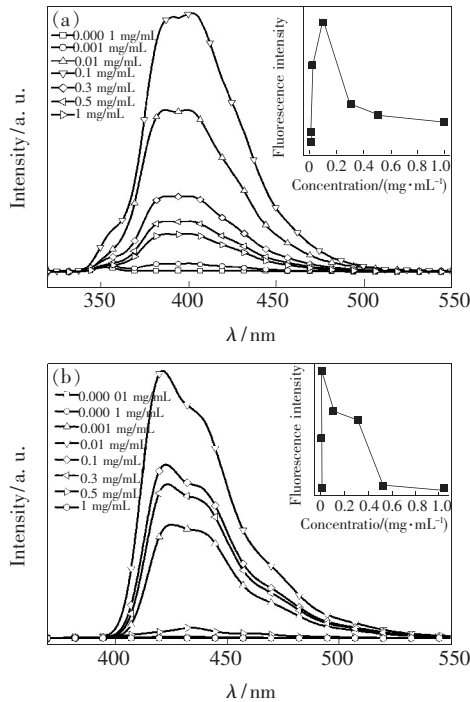 (a)
0.000 1 mg/mL
0.001 mg/mL
0.01 mg/mL
0.1 mg/mL
0.3 mg/mL
0.5 mg/mL
1 mg/mL
Intensity/a. u.
Fluorescence intensity
0 0.2 0.4 0.6 0.8 1.0
Concentration/(mg·mL⁻¹)
350 400 450 500 550
λ/nm
(b)
0.000 01 mg/mL
0.000 1 mg/mL
0.001 mg/mL
0.01 mg/mL
0.1 mg/mL
0.3 mg/mL
0.5 mg/mL
1 mg/mL
Intensity/a. u.
Fluorescence intensity
0 0.2 0.4 0.6 0.8 1.0
Concentratio/(mg·mL⁻¹)
400 450 500 550
λ/nm